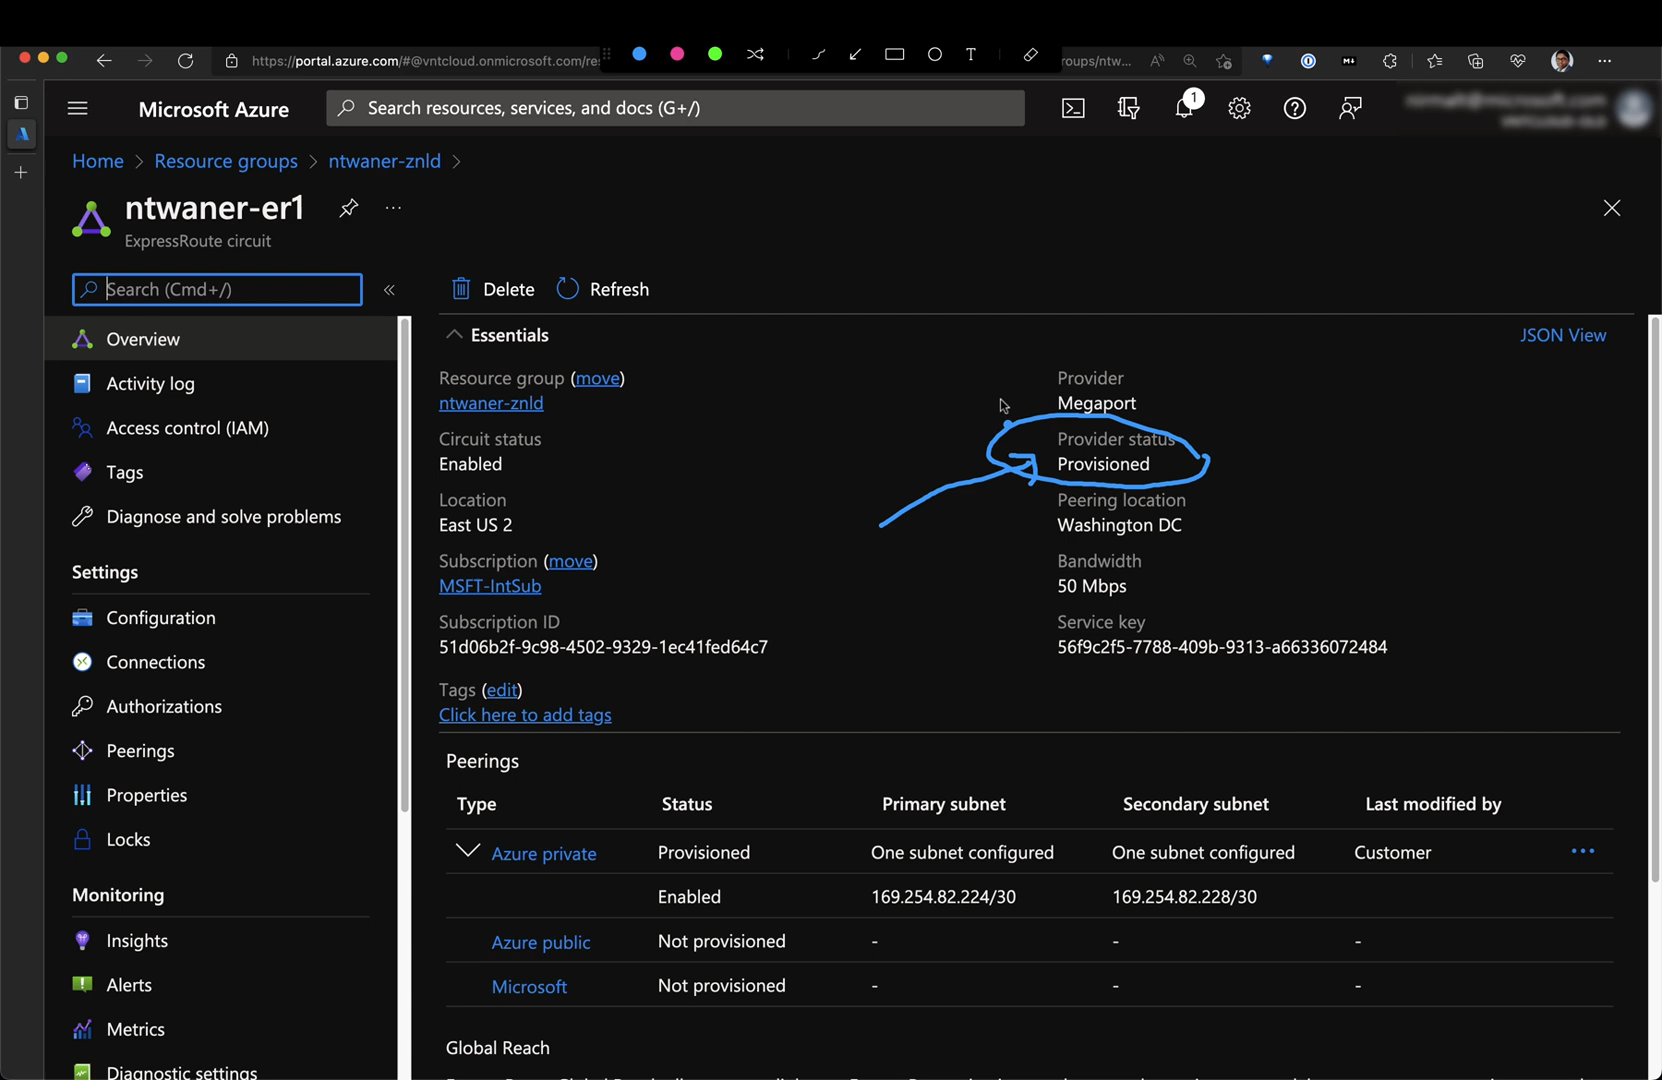 https://portal.azure.com/#@vntcloud.onmicrosoft.com/res
T
roups/ntw...
A
M↓
Microsoft Azure
Search resources, services, and docs (G+/)
1
Home > Resource groups > ntwaner-znld >
ntwaner-er1
ExpressRoute circuit
Search (Cmd+/)
Delete
Refresh
Overview
Activity log
Access control (IAM)
Tags
Diagnose and solve problems
Settings
Configuration
Connections
Authorizations
Peerings
Properties
Locks
Monitoring
Insights
Alerts
Metrics
Diagnostic settings
Essentials
JSON View
Resource group (move)
ntwaner-znld
Circuit status
Enabled
Location
East US 2
Subscription (move)
MSFT-IntSub
Subscription ID
51d06b2f-9c98-4502-9329-1ec41fed64c7
Tags (edit)
Click here to add tags
Provider
Megaport
Provider status
Provisioned
Peering location
Washington DC
Bandwidth
50 Mbps
Service key
56f9c2f5-7788-409b-9313-a66336072484
Peerings
Type Status Primary subnet Secondary subnet Last modified by
Azure private Provisioned One subnet configured One subnet configured Customer ...
Enabled 169.254.82.224/30 169.254.82.228/30
Azure public Not provisioned - - -
Microsoft Not provisioned - - -
Global Reach